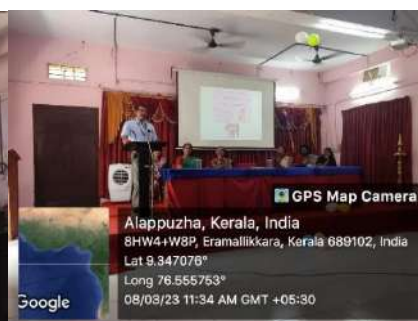 GPS Map Camera
Alappuzha, Kerala, India
8HW4+W8P, Eramallikkara, Kerala 689102, India
Lat 9.347076°
Long 76.555753°
08/03/23 11:34 AM GMT +05:30
Google